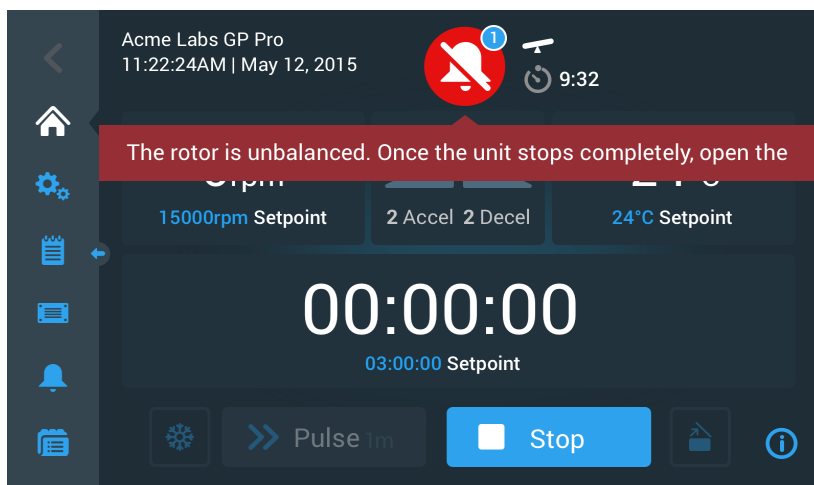 Acme Labs GP Pro
1
11:22:24AM | May 12, 2015
9:32
The rotor is unbalanced. Once the unit stops completely, open the
rpm
15000rpm Setpoint
2 Accel 2 Decel
24°C Setpoint
00:00:00
03:00:00 Setpoint
Pulse 1m
Stop